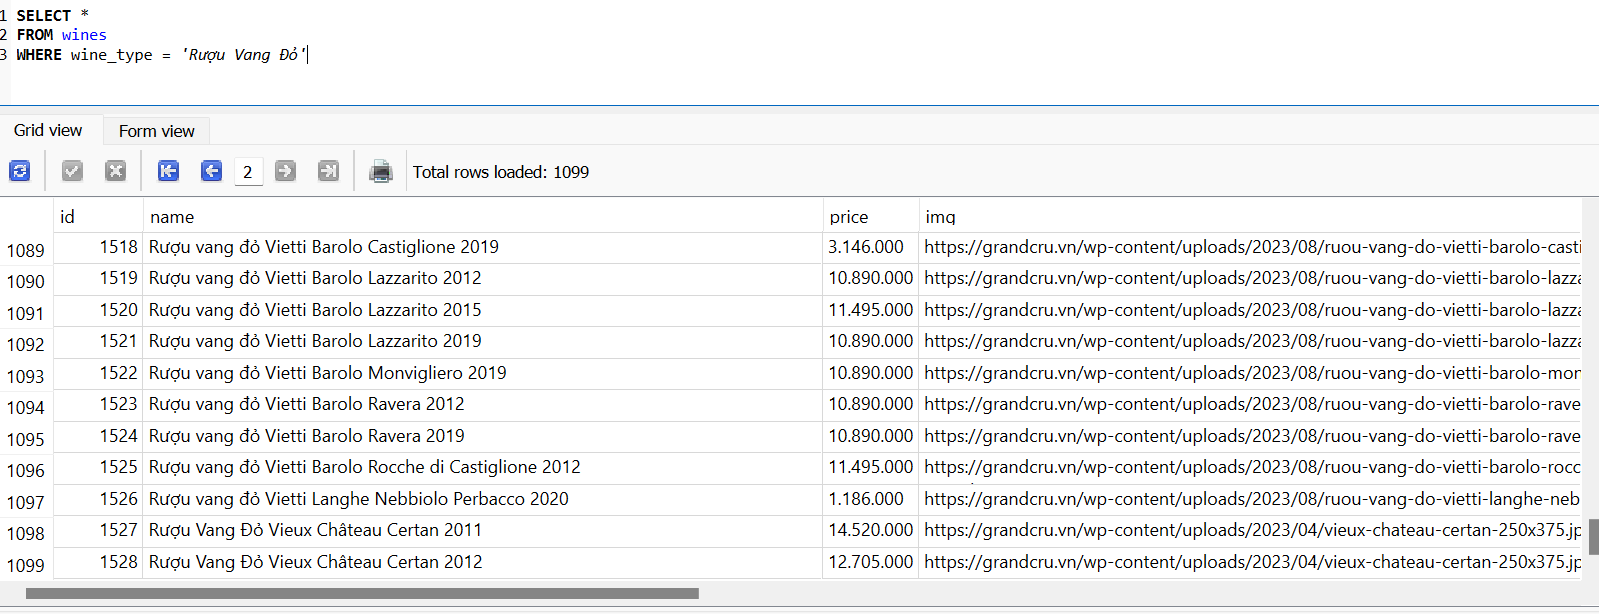 1 SELECT *
2 FROM wines
3 WHERE wine_type = 'Rượu Vang Đỏ'
Grid view Form view
2 Total rows loaded: 1099
id name price img
1089 1518 Rượu vang đỏ Vietti Barolo Castiglione 2019 3.146.000 https://grandcru.vn/wp-content/uploads/2023/08/ruou-vang-do-vietti-barolo-casti
1090 1519 Rượu vang đỏ Vietti Barolo Lazzarito 2012 10.890.000 https://grandcru.vn/wp-content/uploads/2023/08/ruou-vang-do-vietti-barolo-lazza
1091 1520 Rượu vang đỏ Vietti Barolo Lazzarito 2015 11.495.000 https://grandcru.vn/wp-content/uploads/2023/08/ruou-vang-do-vietti-barolo-lazza
1092 1521 Rượu vang đỏ Vietti Barolo Lazzarito 2019 10.890.000 https://grandcru.vn/wp-content/uploads/2023/08/ruou-vang-do-vietti-barolo-lazza
1093 1522 Rượu vang đỏ Vietti Barolo Monvigliero 2019 10.890.000 https://grandcru.vn/wp-content/uploads/2023/08/ruou-vang-do-vietti-barolo-mon
1094 1523 Rượu vang đỏ Vietti Barolo Ravera 2012 10.890.000 https://grandcru.vn/wp-content/uploads/2023/08/ruou-vang-do-vietti-barolo-rave
1095 1524 Rượu vang đỏ Vietti Barolo Ravera 2019 10.890.000 https://grandcru.vn/wp-content/uploads/2023/08/ruou-vang-do-vietti-barolo-rave
1096 1525 Rượu vang đỏ Vietti Barolo Rocche di Castiglione 2012 11.495.000 https://grandcru.vn/wp-content/uploads/2023/08/ruou-vang-do-vietti-barolo-rocc
1097 1526 Rượu vang đỏ Vietti Langhe Nebbiolo Perbacco 2020 1.186.000 https://grandcru.vn/wp-content/uploads/2023/08/ruou-vang-do-vietti-langhe-neb
1098 1527 Rượu Vang Đỏ Vieux Château Certan 2011 14.520.000 https://grandcru.vn/wp-content/uploads/2023/04/vieux-chateau-certan-250x375.jp
1099 1528 Rượu Vang Đỏ Vieux Château Certan 2012 12.705.000 https://grandcru.vn/wp-content/uploads/2023/04/vieux-chateau-certan-250x375.jp